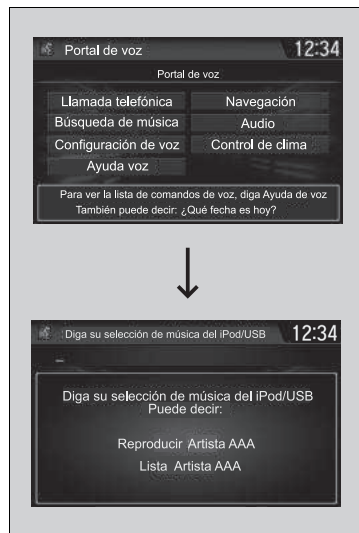 Portal de voz 12:34
Portal de voz
Llamada telefónica Navegación
Búsqueda de música Audio
Configuración de voz Control de clima
Ayuda voz
Para ver la lista de comandos de voz, diga Ayuda de voz
También puede decir: ¿Qué fecha es hoy?
Diga su selección de música del iPod/USB 12:34
Diga su selección de música del iPod/USB
Puede decir:
Reproducir Artista AAA
Lista Artista AAA